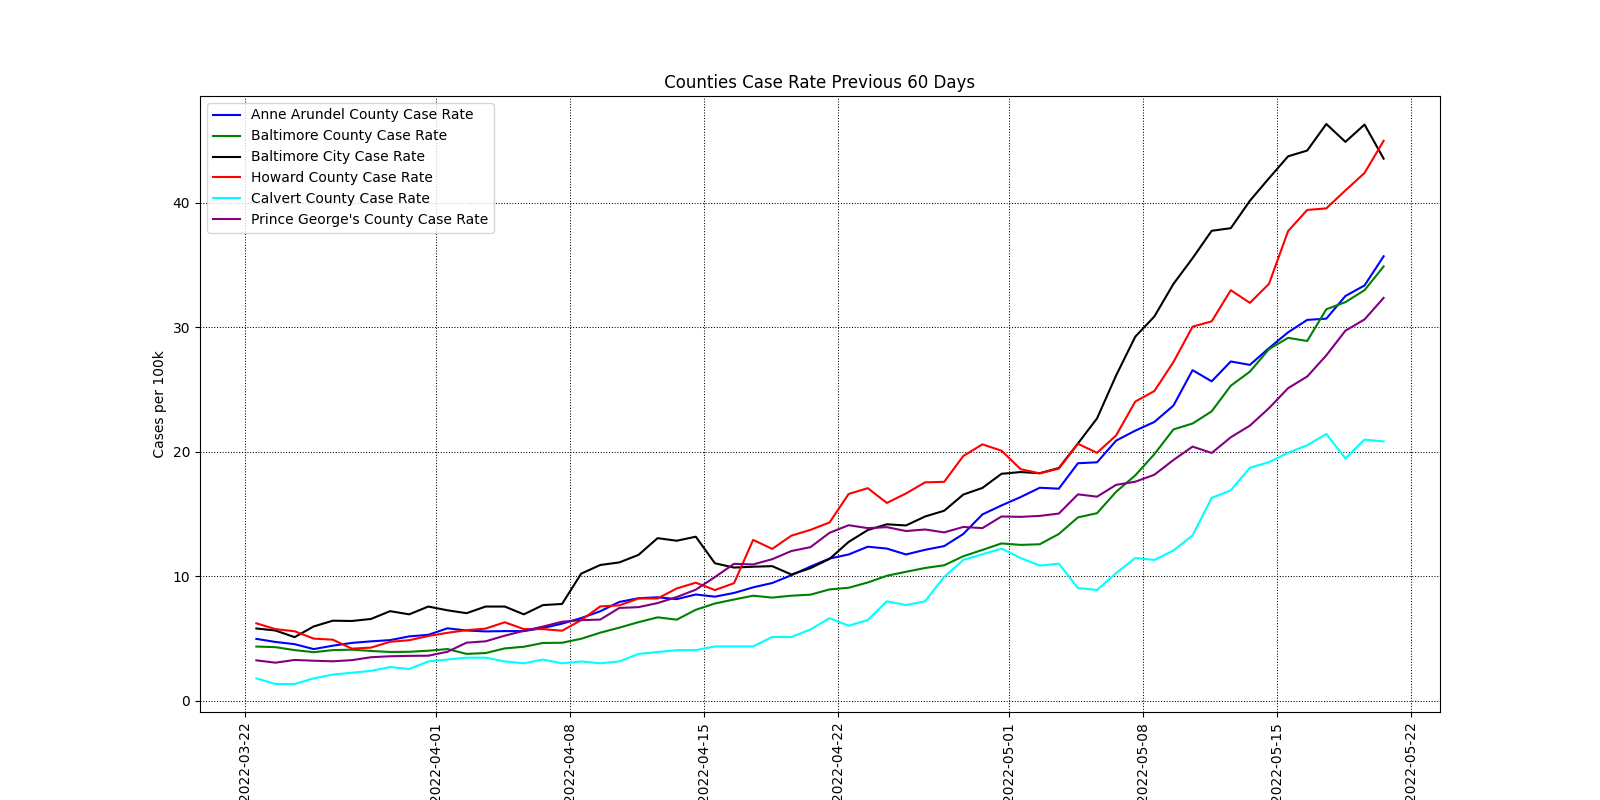 Counties Case Rate Previous 60 Days
Anne Arundel County Case Rate
Baltimore County Case Rate
Baltimore City Case Rate
Howard County Case Rate
Calvert County Case Rate
Prince George's County Case Rate
Cases per 100k
40
30
20
10
0
2022-03-22
2022-04-01
2022-04-08
2022-04-15
2022-04-22
2022-05-01
2022-05-08
2022-05-15
2022-05-22